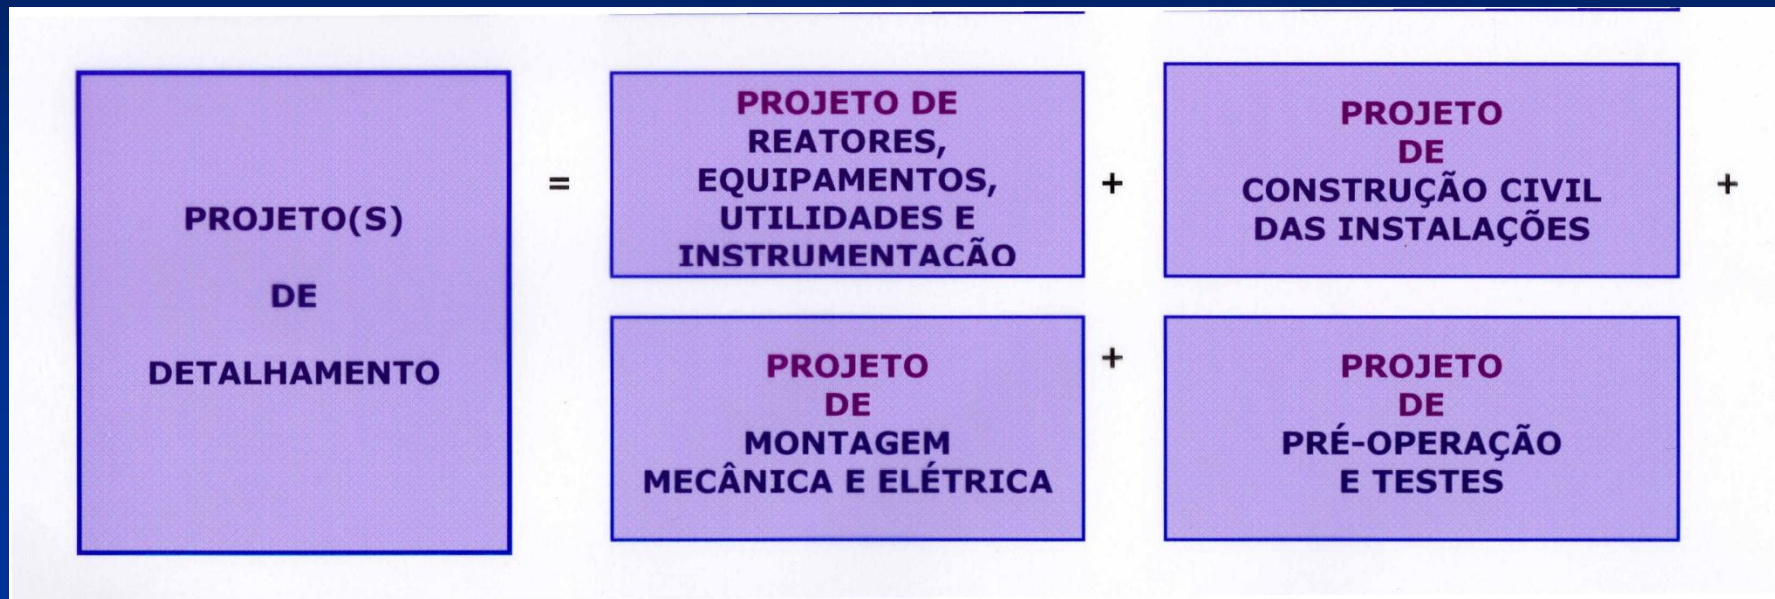 PROJETO(S)
DE
DETALHAMENTO
=
PROJETO DE
REATORES,
EQUIPAMENTOS,
UTILIDADES E
INSTRUMENTAÇÃO
+
PROJETO
DE
CONSTRUÇÃO CIVIL
DAS INSTALAÇÕES
+
PROJETO
DE
MONTAGEM
MECÂNICA E ELÉTRICA
+
PROJETO
DE
PRÉ-OPERAÇÃO
E TESTES